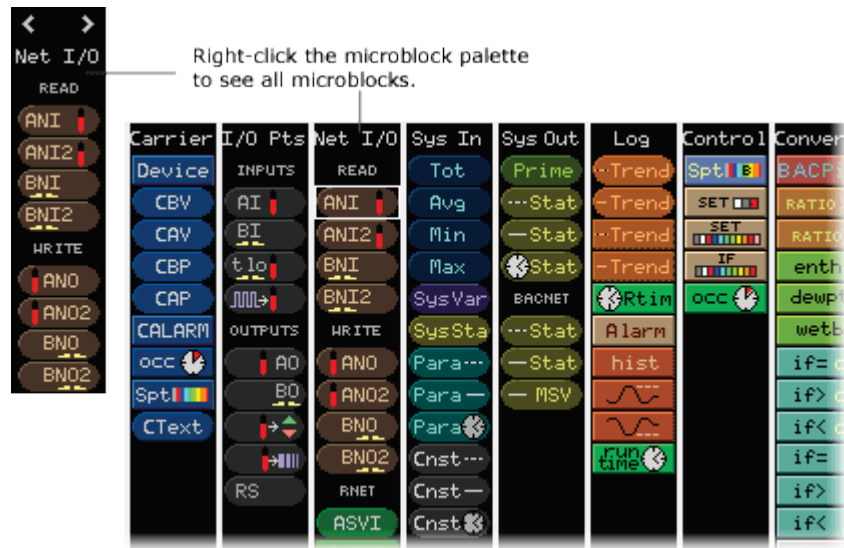 Net I/O
READ
ANI
ANI2
BNI
BNI2
WRITE
ANO
ANO2
BNO
BNO2
Right-click the microblock palette
to see all microblocks.
Carrier
Device
CBV
CAV
CBP
CAP
CALARM
occ
Spt
CText
I/O Pts
INPUTS
AI
BI
tlo
OUTPUTS
AO
BO
RS
Net I/O
READ
ANI
ANI2
BNI
BNI2
WRITE
ANO
ANO2
BNO
BNO2
RNET
ASVI
Sys In
Tot
Avg
Min
Max
SysVar
SysSta
Para
Para
Para
Cnst
Cnst
Cnst
Sys Out
Prime
Stat
Stat
Stat
BACNET
Stat
Stat
MSV
Log
Trend
Trend
Trend
Trend
Rtim
Alarm
hist
run
time
Control
Spt B
SET
SET
IF
occ
Conver
BACPi
RATIO
RATIO
enth
dewp
wetb
if=
if>
if<
if=
if>
if<